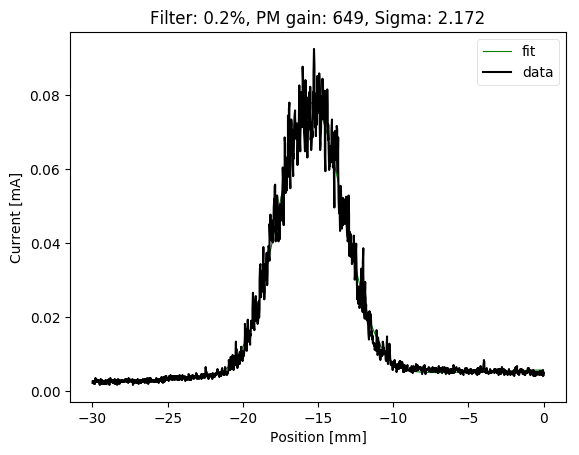 Filter: 0.2%, PM gain: 649, Sigma: 2.172
fit
data
0.08
0.06
0.04
0.02
0.00
Current [mA]
−30
−25
−20
−15
−10
−5
0
Position [mm]